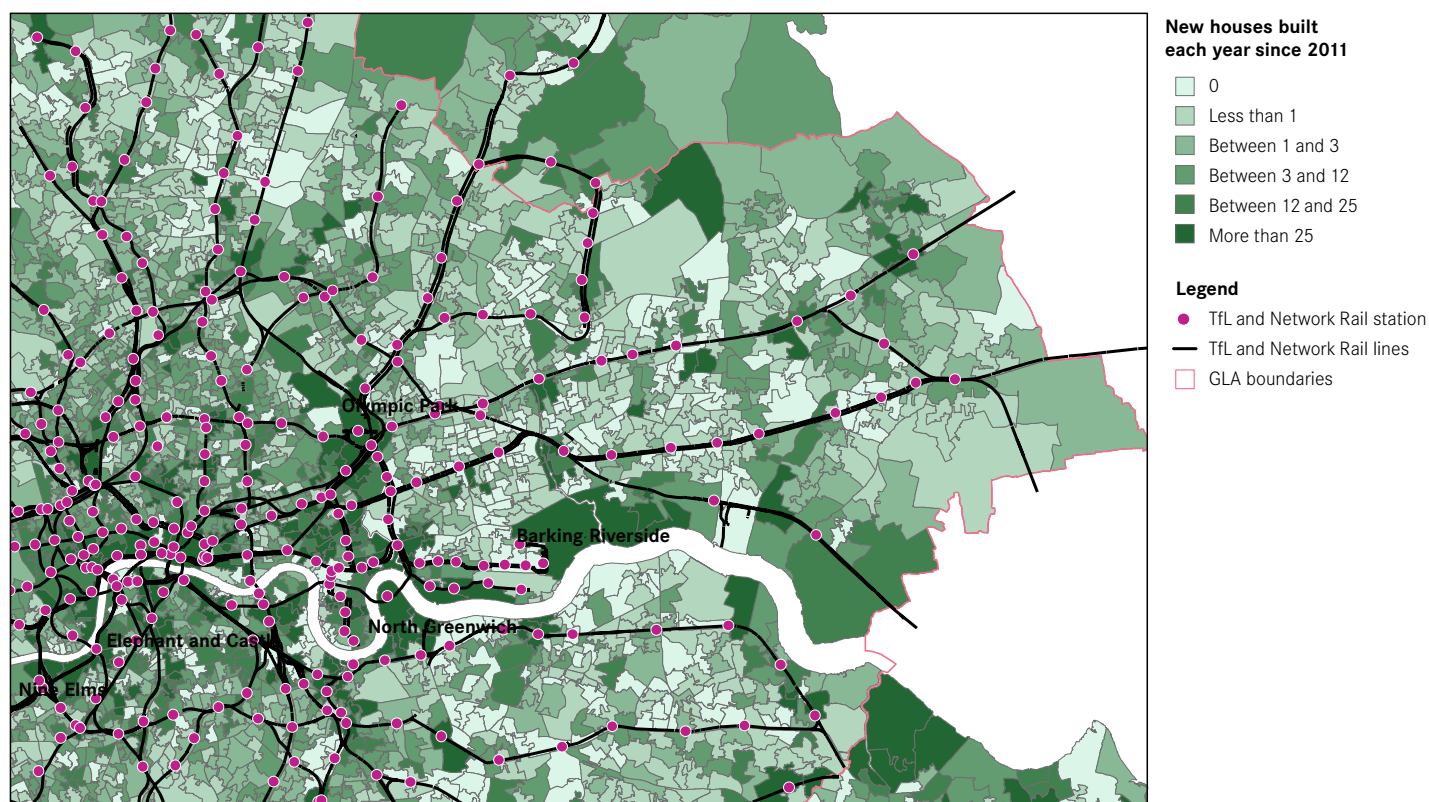 New houses built
each year since 2011
0
Less than 1
Between 1 and 3
Between 3 and 12
Between 12 and 25
More than 25
Legend
TfL and Network Rail station
TfL and Network Rail lines
GLA boundaries
Olympic Park
Barking Riverside
North Greenwich
Elephant and Castle
Nine Elms